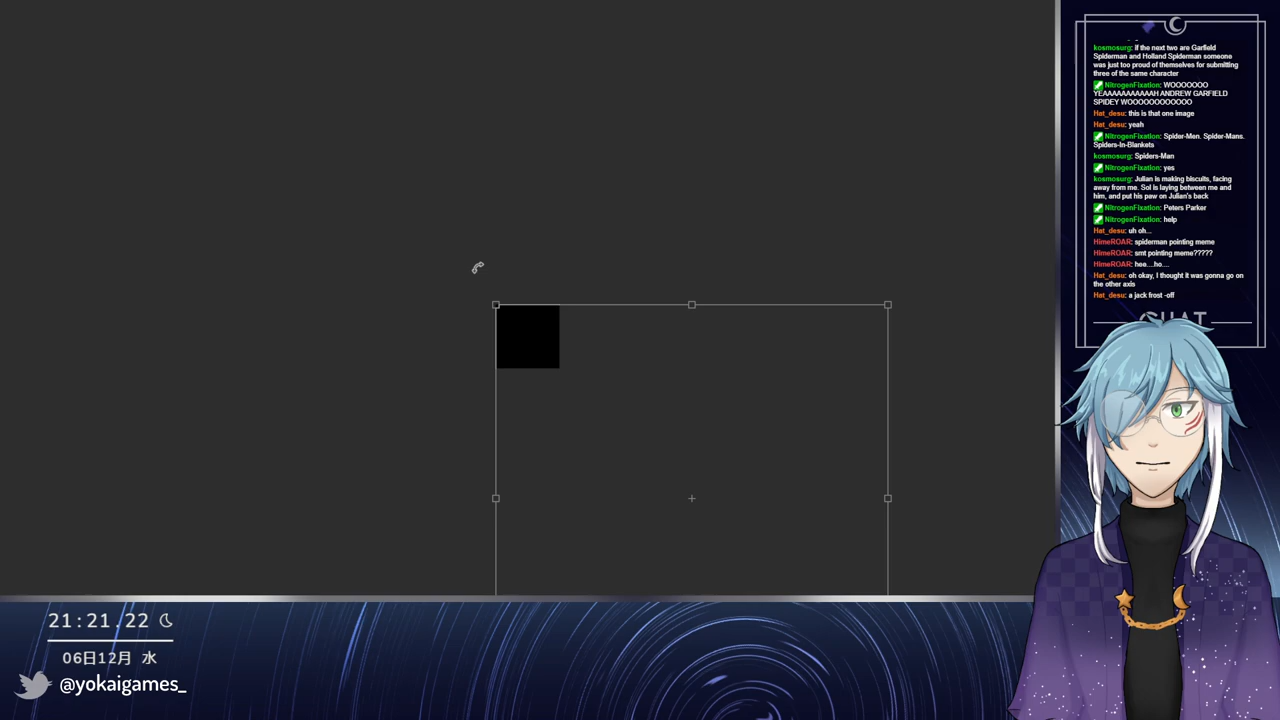 kosmosurg: If the next two are Garfield
Spiderman and Holland Spiderman someone
was just too proud of themselves for submitting
three of the same character
NitrogenFixation: WOOOOOOO
YEAAAAAAAAAAH ANDREW GARFIELD
SPIDEY WOOOOOOOOOOOO
Hat_desu: this is that one image
Hat_desu: yeah
NitrogenFixation: Spider-Men. Spider-Mans.
Spiders-In-Blankets
kosmosurg: Spiders-Man
NitrogenFixation: yes
kosmosurg: Julian is making biscuits, facing
away from me. Sol is laying between me and
him, and put his paw on Julian's back
NitrogenFixation: Peters Parker
NitrogenFixation: help
Hat_desu: uh oh...
HimeROAR: spiderman pointing meme
HimeROAR: smt pointing meme?????
HimeROAR: hee....ho....
Hat_desu: oh okay, I thought it was gonna go on
the other axis
Hat_desu: a jack frost -off
CHAT
21:21.22
06日12月 水
@yokaigames_